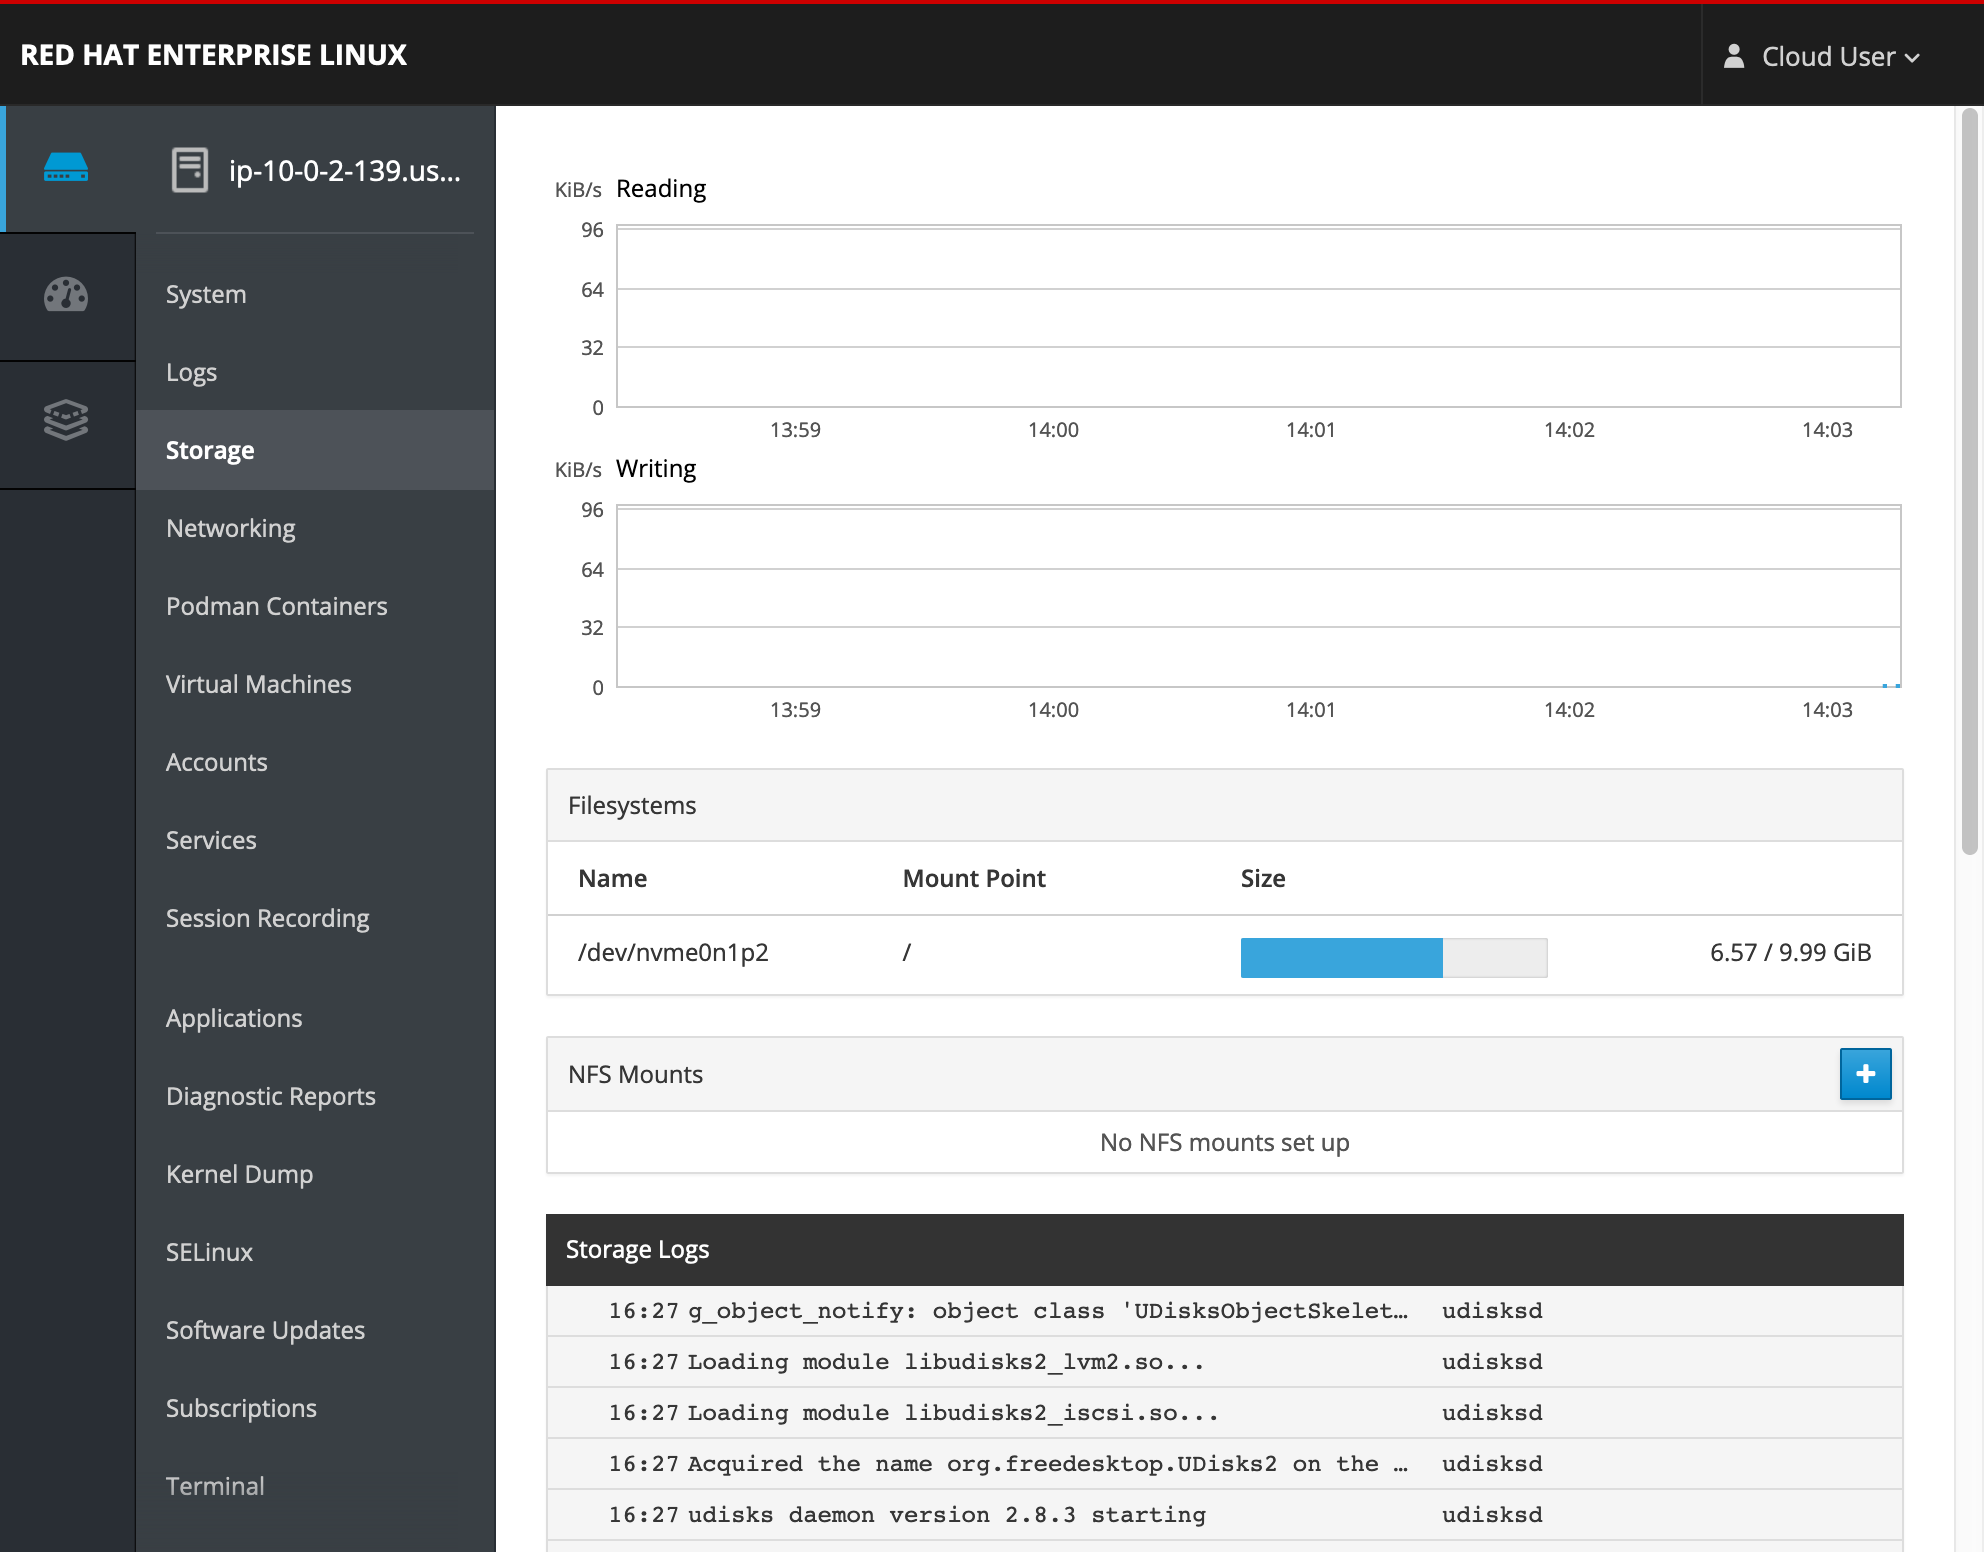 RED HAT ENTERPRISE LINUX
Cloud User
ip-10-0-2-139.us...
System
Logs
Storage
Networking
Podman Containers
Virtual Machines
Accounts
Services
Session Recording
Applications
Diagnostic Reports
Kernel Dump
SELinux
Software Updates
Subscriptions
Terminal
KiB/s Reading
96
64
32
0
13:59 14:00 14:01 14:02 14:03
KiB/s Writing
96
64
32
0
13:59 14:00 14:01 14:02 14:03
Filesystems
Name Mount Point Size
/dev/nvme0n1p2 / 6.57 / 9.99 GiB
NFS Mounts
No NFS mounts set up
Storage Logs
16:27 g_object_notify: object class 'UDisksObjectSkelet… udisksd
16:27 Loading module libudisks2_lvm2.so... udisksd
16:27 Loading module libudisks2_iscsi.so... udisksd
16:27 Acquired the name org.freedesktop.UDisks2 on the … udisksd
16:27 udisks daemon version 2.8.3 starting udisksd